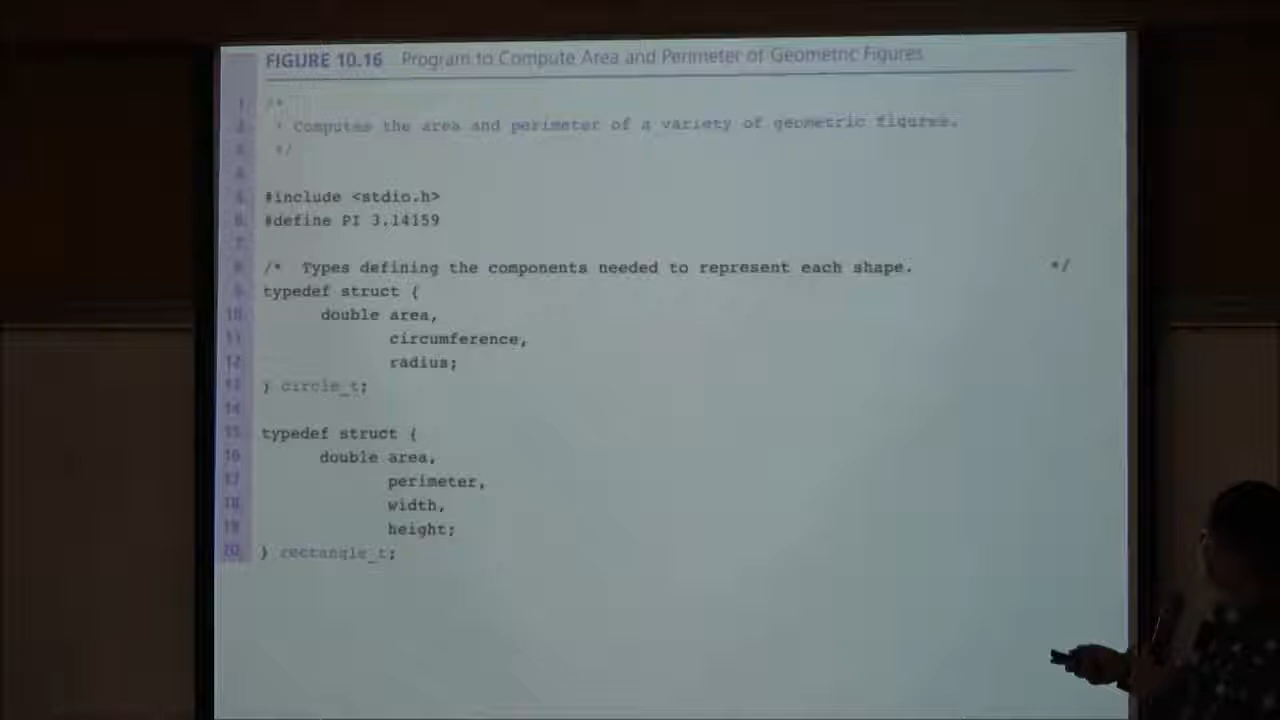 FIGURE 10.16 Program to Compute Area and Perimeter of Geometric Figures
1 /*
2 * Computes the area and perimeter of a variety of geometric figures.
3 */
4
5 #include <stdio.h>
6 #define PI 3.14159
7
8 /* Types defining the components needed to represent each shape. */
9 typedef struct {
10 double area,
11 circumference,
12 radius;
13 } circle_t;
14
15 typedef struct {
16 double area,
17 perimeter,
18 width,
19 height;
20 } rectangle_t;